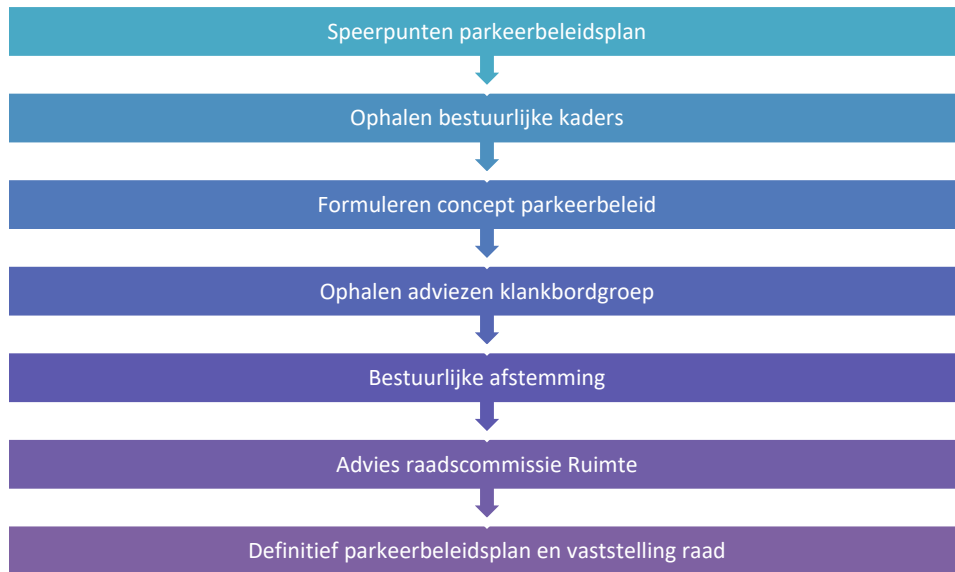 Speerpunten parkeerbeleidsplan
Ophalen bestuurlijke kaders
Formuleren concept parkeerbeleid
Ophalen adviezen klankbordgroep
Bestuurlijke afstemming
Advies raadscommissie Ruimte
Definitief parkeerbeleidsplan en vaststelling raad